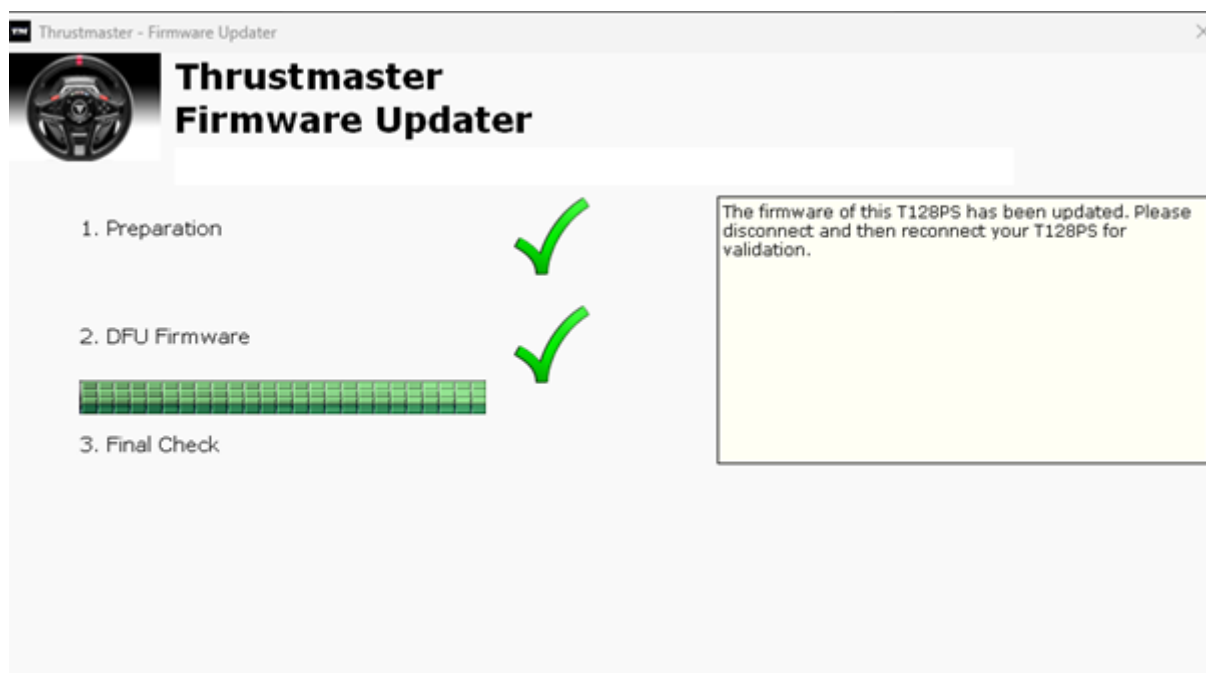 Thrustmaster - Firmware Updater
Thrustmaster
Firmware Updater
1. Preparation
The firmware of this T128PS has been updated. Please
disconnect and then reconnect your T128PS for
validation.
2. DFU Firmware
3. Final Check